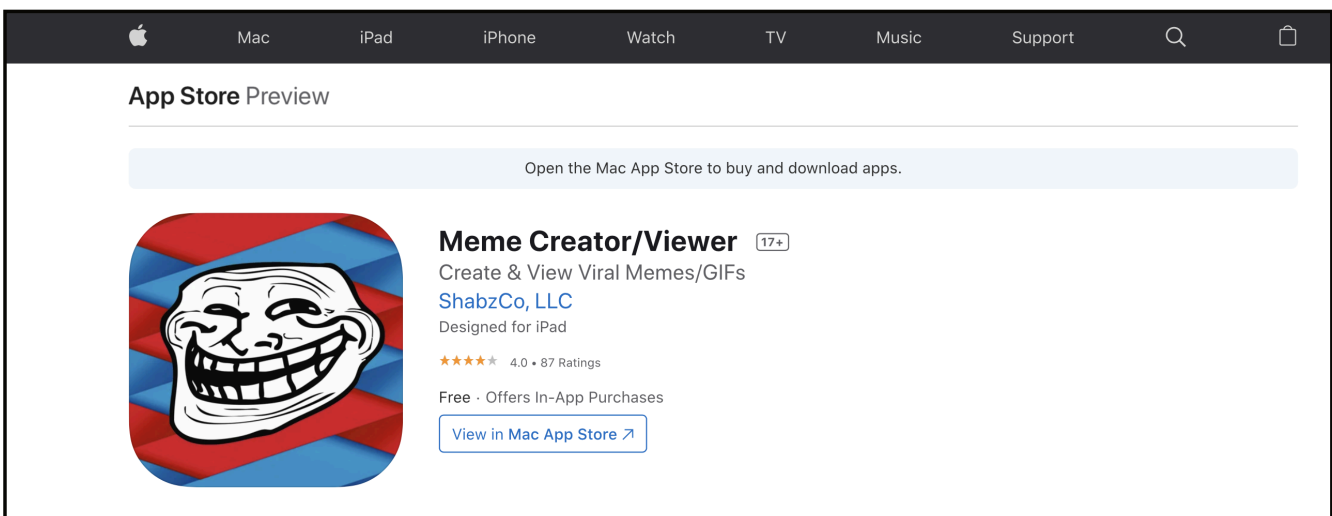 Mac iPad iPhone Watch TV Music Support
App Store Preview
Open the Mac App Store to buy and download apps.
Meme Creator/Viewer 17+
Create & View Viral Memes/GIFs
ShabzCo, LLC
Designed for iPad
★★★★★ 4.0 • 87 Ratings
Free · Offers In-App Purchases
View in Mac App Store ↗